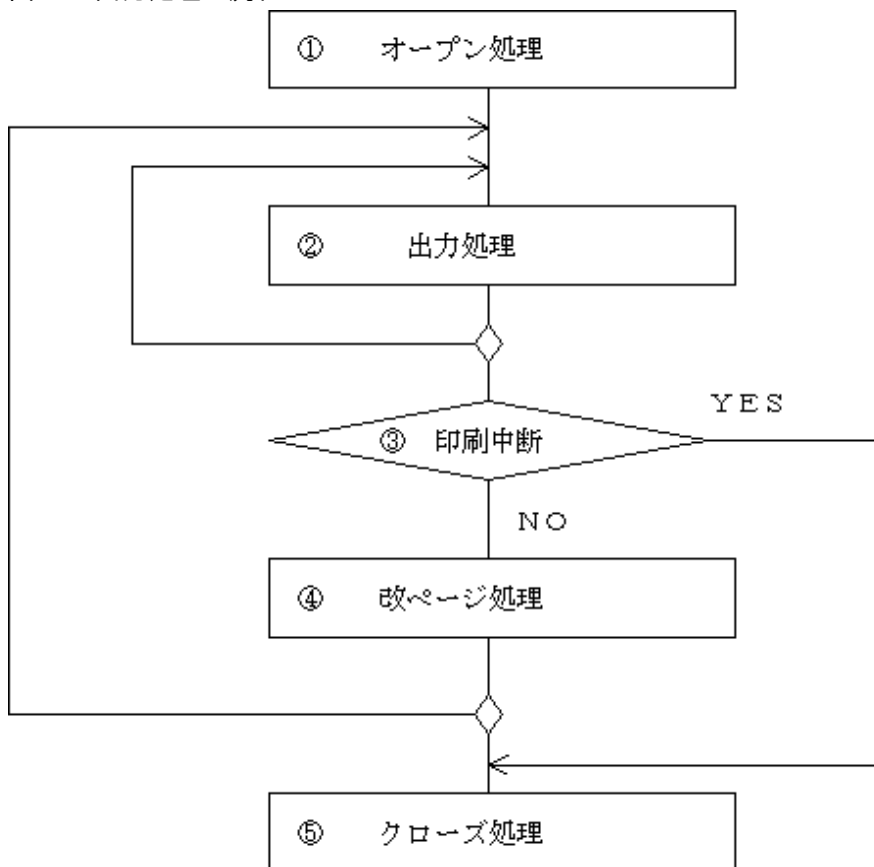 ① オープン処理
② 出力処理
YES
③ 印刷中断
NO
④ 改ページ処理
⑤ クローズ処理